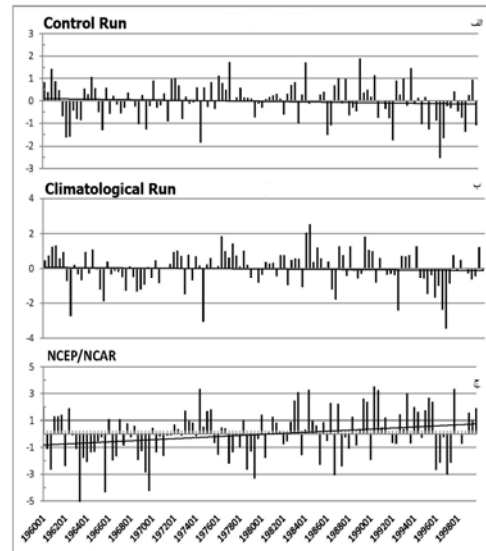 Control Run
الف
3
2
1
0
-1
-2
-3
Climatological Run
ب
4
2
0
-2
-4
NCEP/NCAR
ج
5
3
1
-1
-3
-5
196001 196201 196401 196601 196801 197001 197201 197401 197601 197801 198001 198201 198401 198601 198801 199001 199201 199401 199601 199801